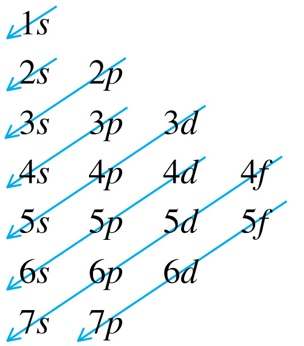 1s
2s 2p
3s 3p 3d
4s 4p 4d 4f
5s 5p 5d 5f
6s 6p 6d
7s 7p